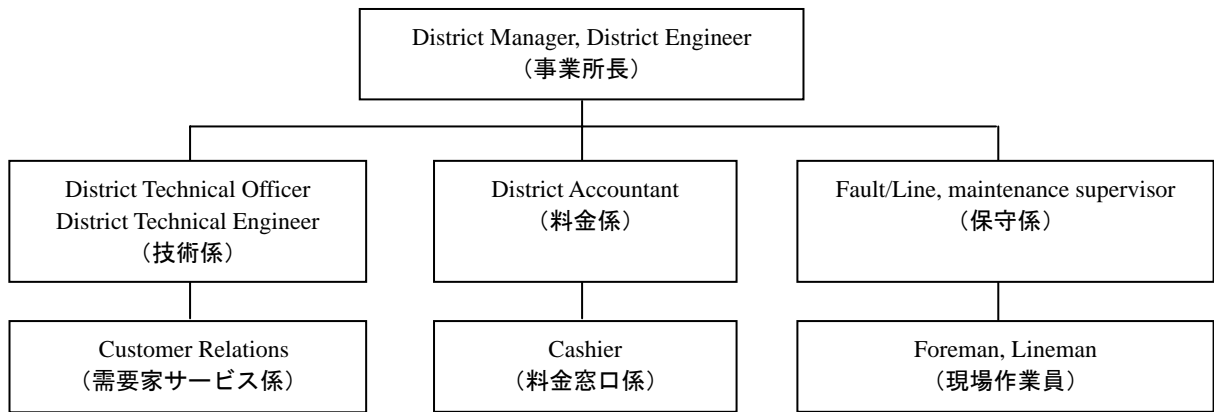 District Manager, District Engineer
（事業所長）
District Technical Officer
District Technical Engineer
（技術係）
District Accountant
（料金係）
Fault/Line, maintenance supervisor
（保守係）
Customer Relations
（需要家サービス係）
Cashier
（料金窓口係）
Foreman, Lineman
（現場作業員）